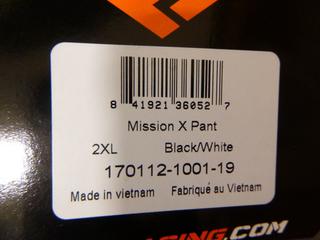 8 41921 36052 7
Mission X Pant
2XL Black/White
170112-1001-19
Made in vietnam Fabriqué au Vietnam
CING.COM